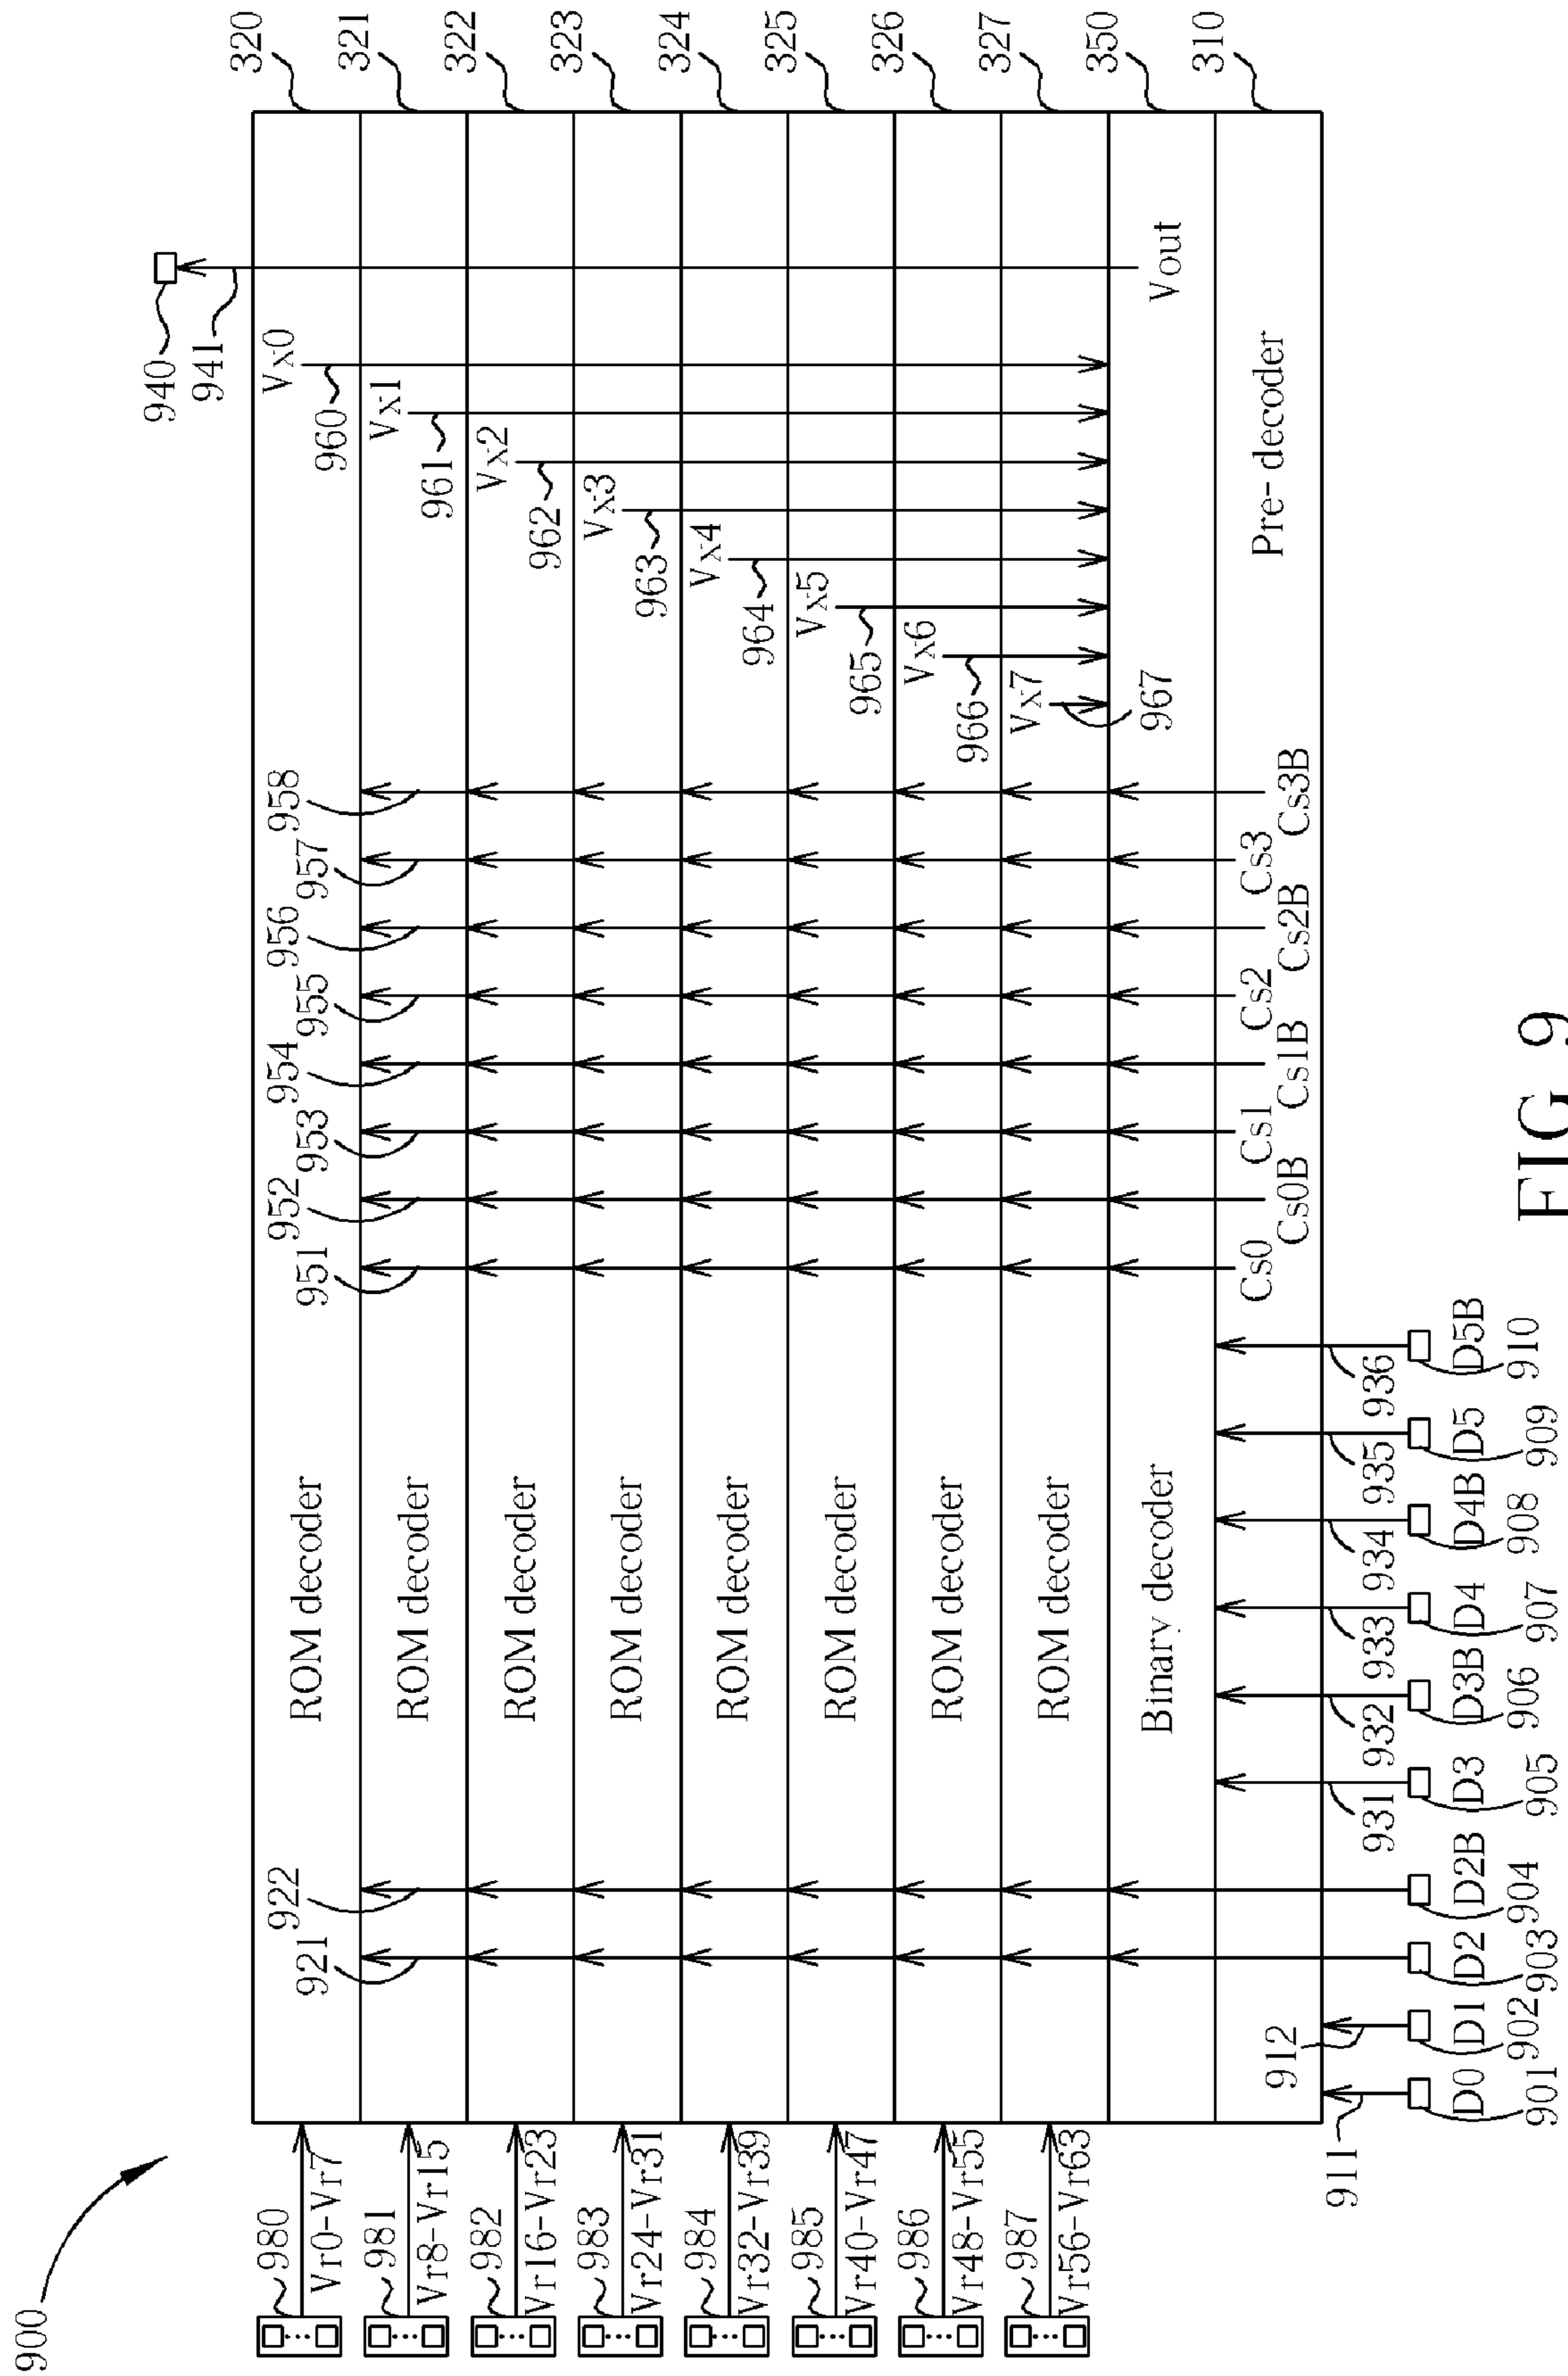 900
940
941
320
321
322
323
324
325
326
327
350
310
980
Vr0-Vr7
981
Vr8-Vr15
982
Vr16-Vr23
983
Vr24-Vr31
984
Vr32-Vr39
985
Vr40-Vr47
986
Vr48-Vr55
987
Vr56-Vr63
ROM decoder
ROM decoder
ROM decoder
ROM decoder
ROM decoder
ROM decoder
ROM decoder
ROM decoder
Binary decoder
Pre- decoder
921
922
951
952
953
954
955
956
957
958
Vx0
960
Vx1
961
Vx2
962
Vx3
963
Vx4
964
Vx5
965
Vx6
966
Vx7
967
Vout
Cs0
Cs0B
Cs1
Cs1B
Cs2
Cs2B
Cs3
Cs3B
911
912
931
932
933
934
935
936
D0
D1
D2
D2B
D3
D3B
D4
D4B
D5
D5B
901
902
903
904
905
906
907
908
909
910
FIG 9